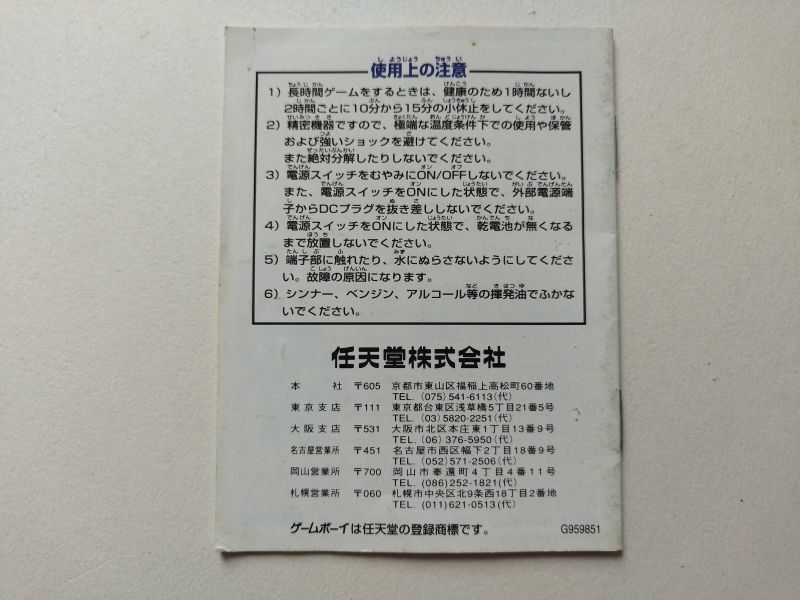 使用上の注意
1）長時間ゲームをするときは、健康のため1時間ないし
2時間ごとに10分から15分の小休止をしてください。
2）精密機器ですので、極端な温度条件下での使用や保管
および強いショックを避けてください。
また絶対分解したりしないでください。
3）電源スイッチをむやみにON/OFFしないでください。
また、電源スイッチをONにした状態で、外部電源端
子からDCプラグを抜き差ししないでください。
4）電源スイッチをONにした状態で、乾電池が無くなる
まで放置しないでください。
5）端子部に触れたり、水にぬらさないようにしてくださ
い。故障の原因になります。
6）シンナー、ベンジン、アルコール等の揮発油でふかな
いでください。
任天堂株式会社
本社 〒605 京都市東山区福稲上高松町60番地
TEL.（075）541-6113（代）
東京支店 〒111 東京都台東区浅草橋5丁目21番5号
TEL.（03）5820-2251（代）
大阪支店 〒531 大阪市北区本庄東1丁目13番9号
TEL.（06）376-5950（代）
名古屋営業所 〒451 名古屋市西区幅下2丁目18番9号
TEL.（052）571-2506（代）
岡山営業所 〒700 岡山市奉還町4丁目4番11号
TEL.（086）252-1821（代）
札幌営業所 〒060 札幌市中央区北9条西18丁目2番地
TEL.（011）621-0513（代）
ゲームボーイは任天堂の登録商標です。 G959851